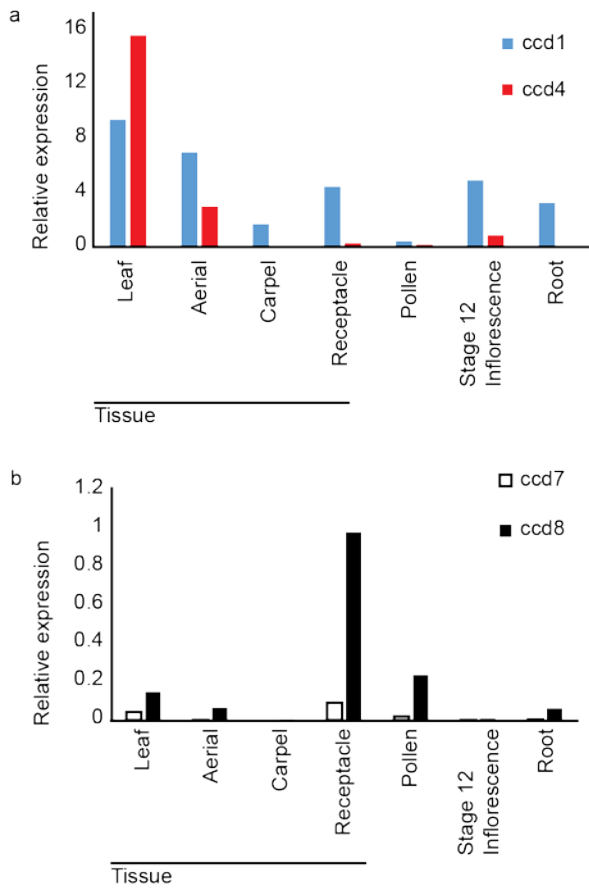 a
16
12
8
4
0
Relative expression
ccd1
ccd4
Leaf
Aerial
Carpel
Receptacle
Pollen
Stage 12
Inflorescence
Root
Tissue
b
1.2
1
0.8
0.6
0.4
0.2
0
Relative expression
ccd7
ccd8
Leaf
Aerial
Carpel
Receptacle
Pollen
Stage 12
Inflorescence
Root
Tissue